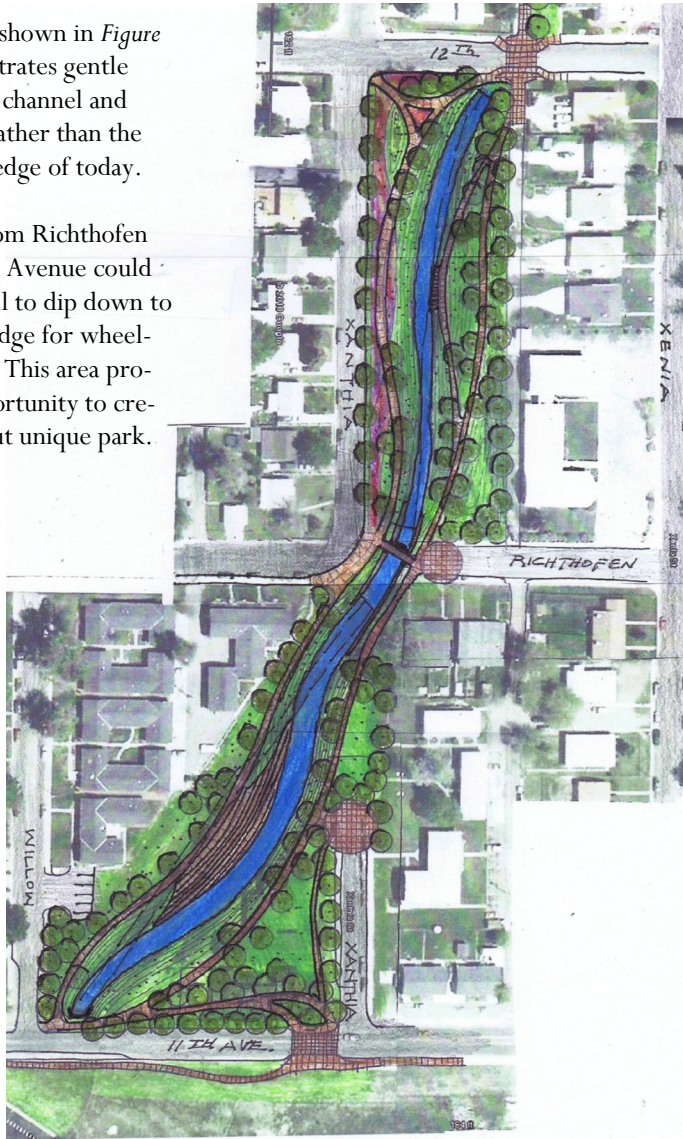 shown in Figure
trates gentle
channel and
ather than the
edge of today.
om Richthofen
Avenue could
l to dip down to
dge for wheel-
This area pro-
ortunity to cre-
ut unique park.
12TH
XANTHIA
XENIA
RICHTHOFEN
WILLOW
XANTHIA
11TH AVE.